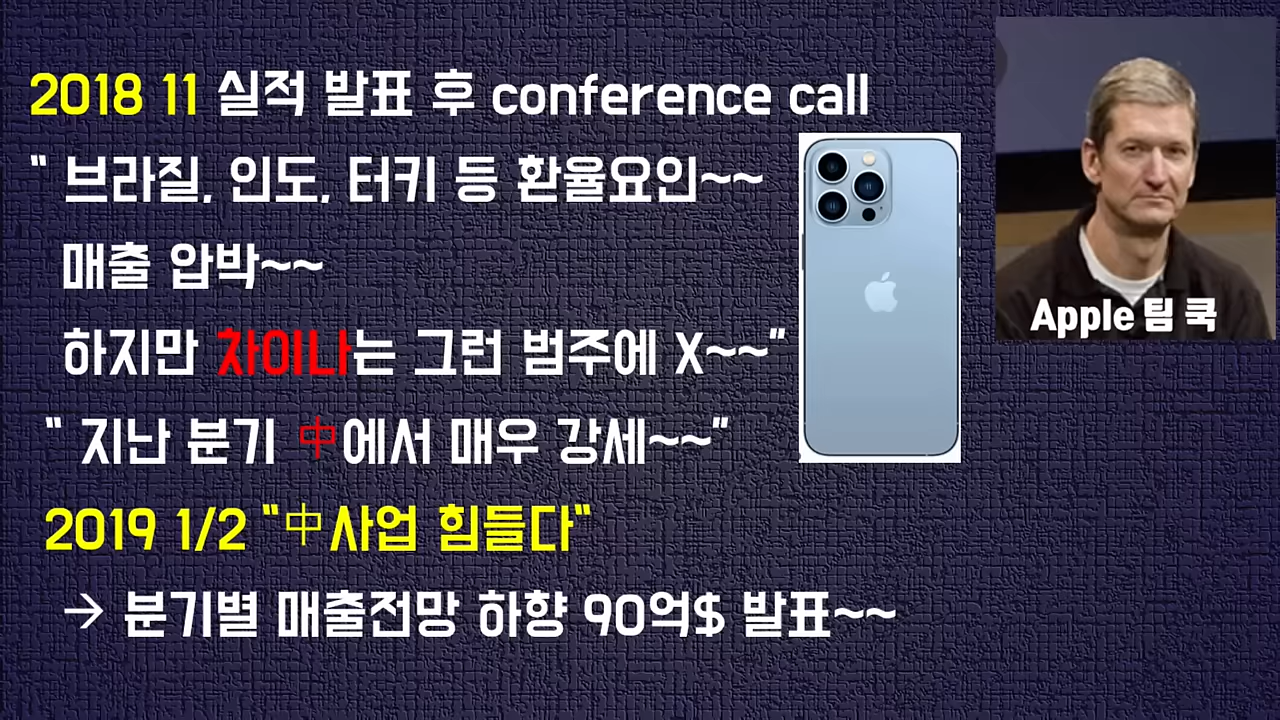 2018 11 실적 발표 후 conference call
" 브라질, 인도, 터키 등 환율요인~~
매출 압박~~
하지만 차이나는 그런 범주에 X~~"
" 지난 분기 中에서 매우 강세~~"
2019 1/2 "中사업 힘들다"
→ 분기별 매출전망 하향 90억$ 발표~~
Apple 팀 쿡